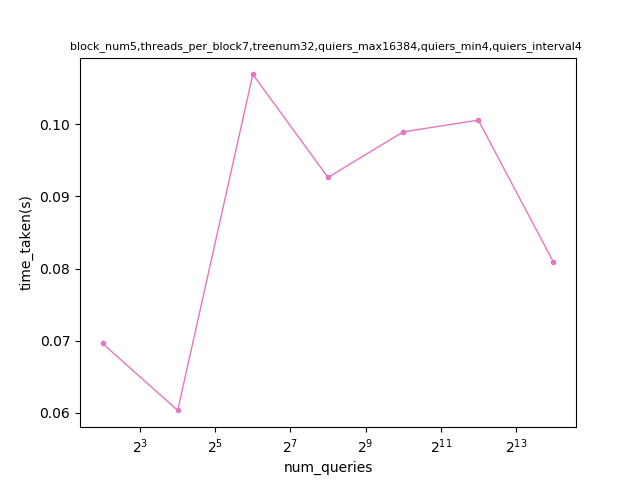 block_num5,threads_per_block7,treenum32,quiers_max16384,quiers_min4,quiers_interval4
time_taken(s)
0.10
0.09
0.08
0.07
0.06
2^3 2^5 2^7 2^9 2^11 2^13
num_queries